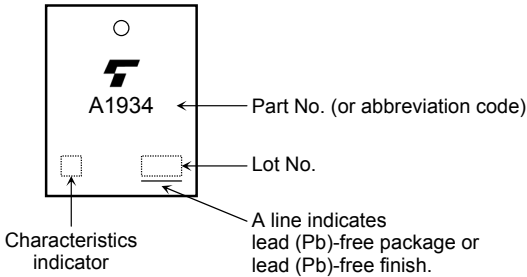 A1934
Part No. (or abbreviation code)
Lot No.
A line indicates
lead (Pb)-free package or
lead (Pb)-free finish.
Characteristics
indicator